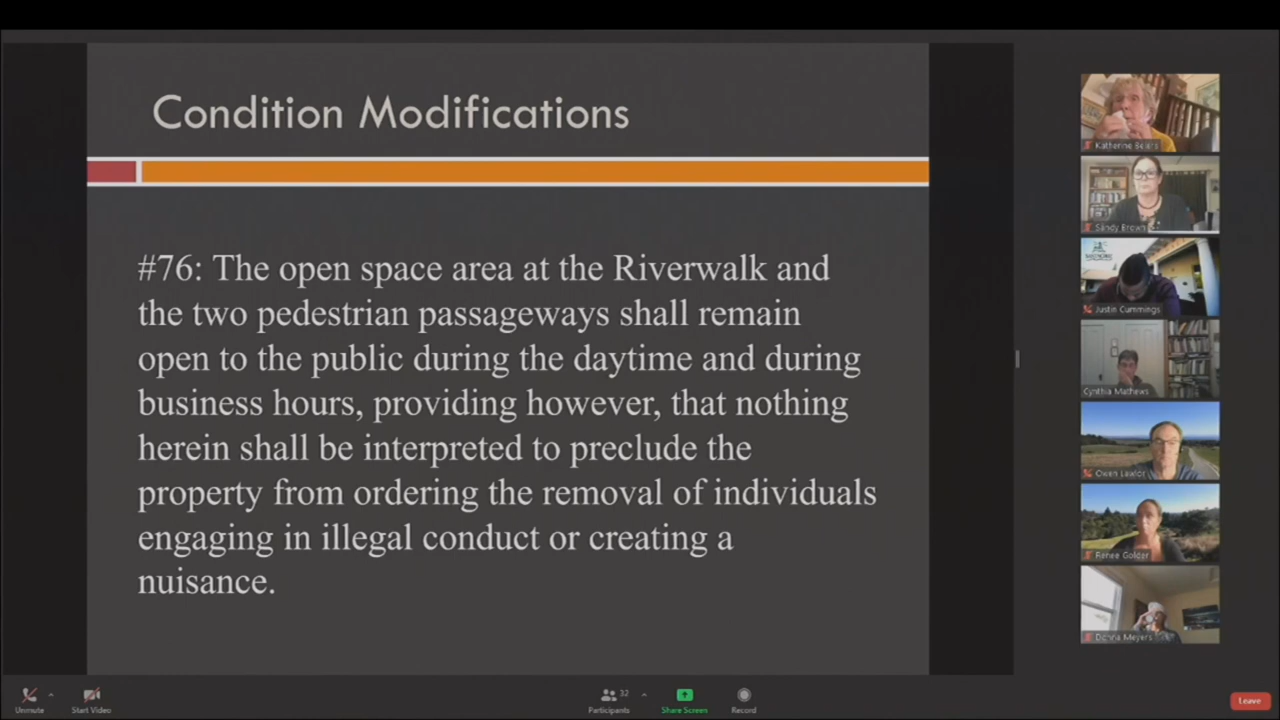 Condition Modifications
#76: The open space area at the Riverwalk and
the two pedestrian passageways shall remain
open to the public during the daytime and during
business hours, providing however, that nothing
herein shall be interpreted to preclude the
property from ordering the removal of individuals
engaging in illegal conduct or creating a
nuisance.
Katherine Beiers
Sandy Brown
Justin Cummings
Cynthia Mathews
Owen Lawlor
Renee Golder
Donna Meyers
Unmute
Start Video
32
Participants
Share Screen
Record
Leave